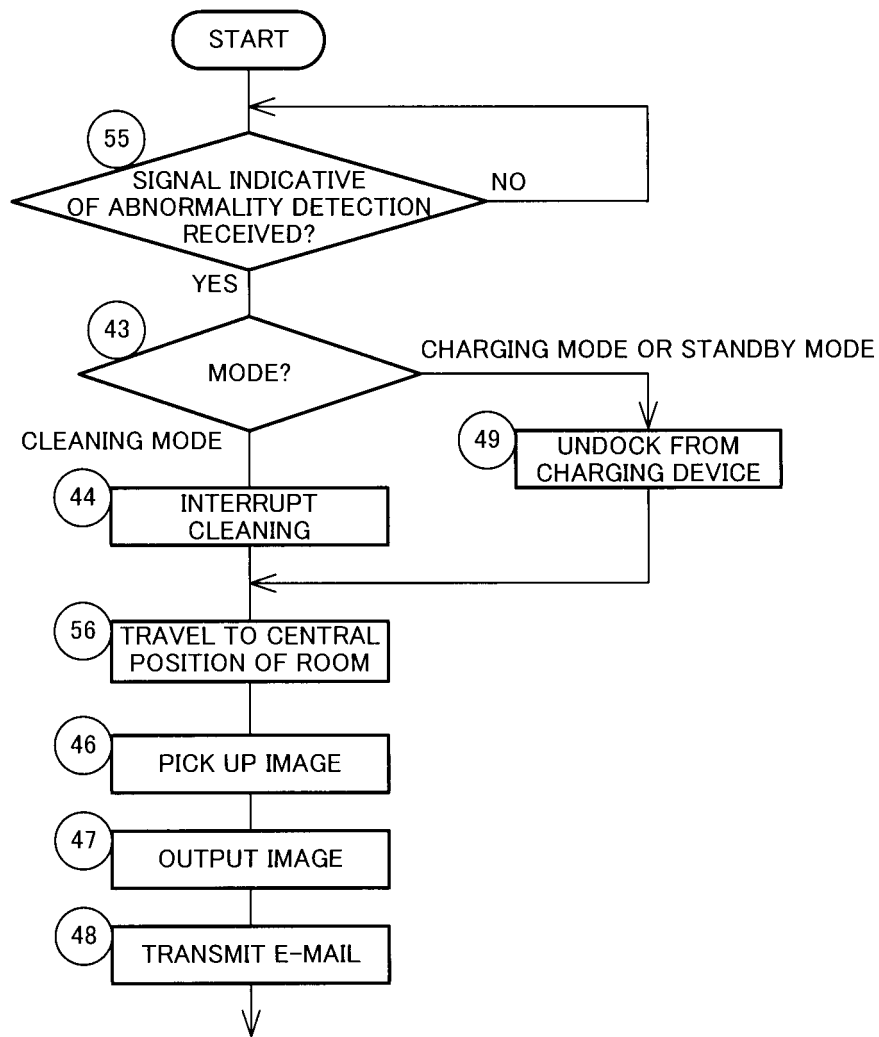 START
55
SIGNAL INDICATIVE
OF ABNORMALITY DETECTION
RECEIVED?
NO
YES
43
MODE?
CHARGING MODE OR STANDBY MODE
CLEANING MODE
49
UNDOCK FROM
CHARGING DEVICE
44
INTERRUPT
CLEANING
56
TRAVEL TO CENTRAL
POSITION OF ROOM
46
PICK UP IMAGE
47
OUTPUT IMAGE
48
TRANSMIT E-MAIL